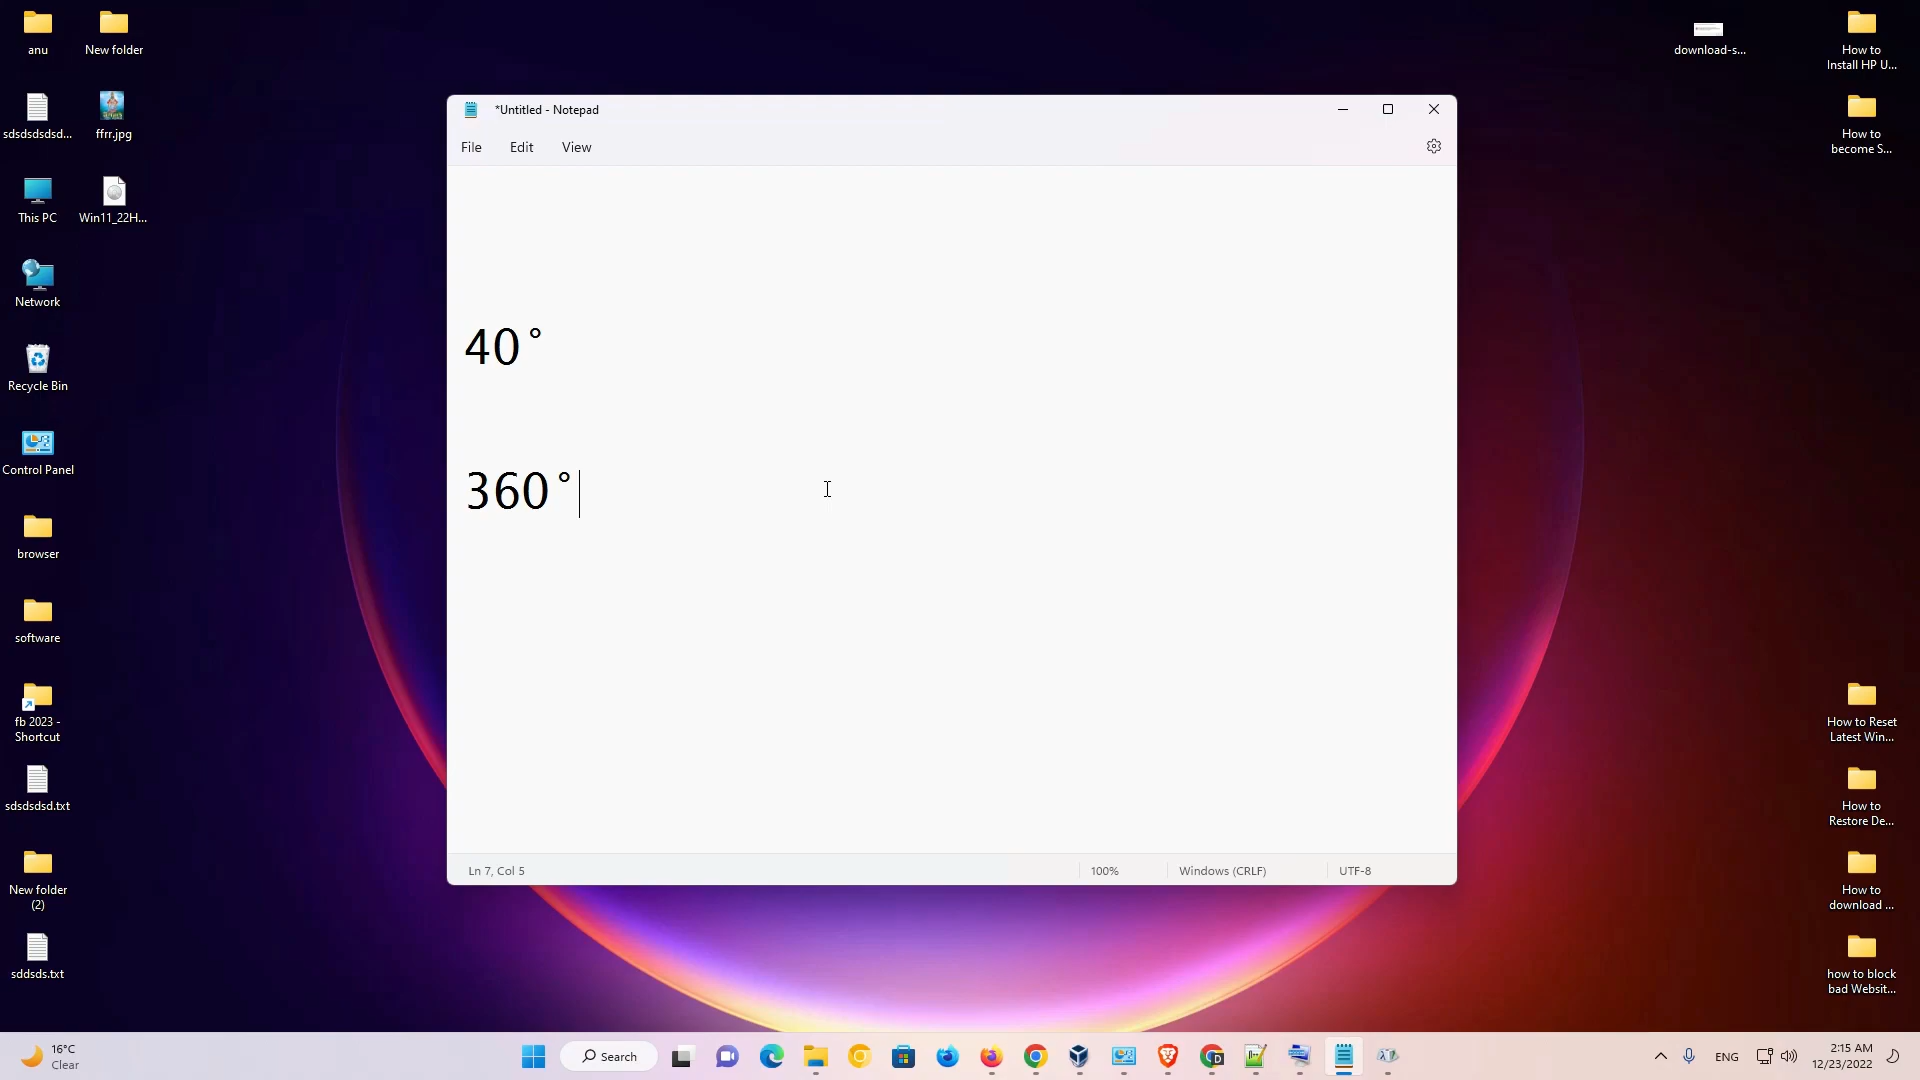 anu
New folder
download-s...
How to
Install HP U...
sdsdsdsdsd...
ffrr.jpg
How to
become S...
This PC
Win11_22H...
Network
Recycle Bin
Control Panel
browser
software
fb 2023 -
Shortcut
sdsdsdsd.txt
New folder
(2)
sddsds.txt
*Untitled - Notepad
File
Edit
View
40°
360°
Ln 7, Col 5
100%
Windows (CRLF)
UTF-8
How to Reset
Latest Win...
How to
Restore De...
How to
download ...
how to block
bad Websit...
16°C
Clear
Search
ENG
2:15 AM
12/23/2022